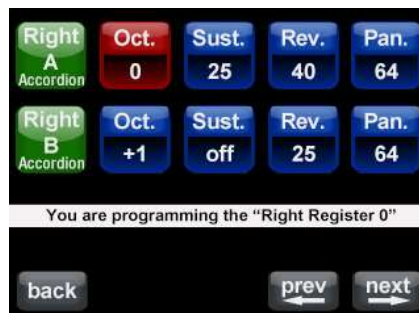 Right Oct. Sust. Rev. Pan.
A 0 25 40 64
Accordion
Right Oct. Sust. Rev. Pan.
B +1 off 25 64
Accordion
You are programming the “Right Register 0”
back prev next